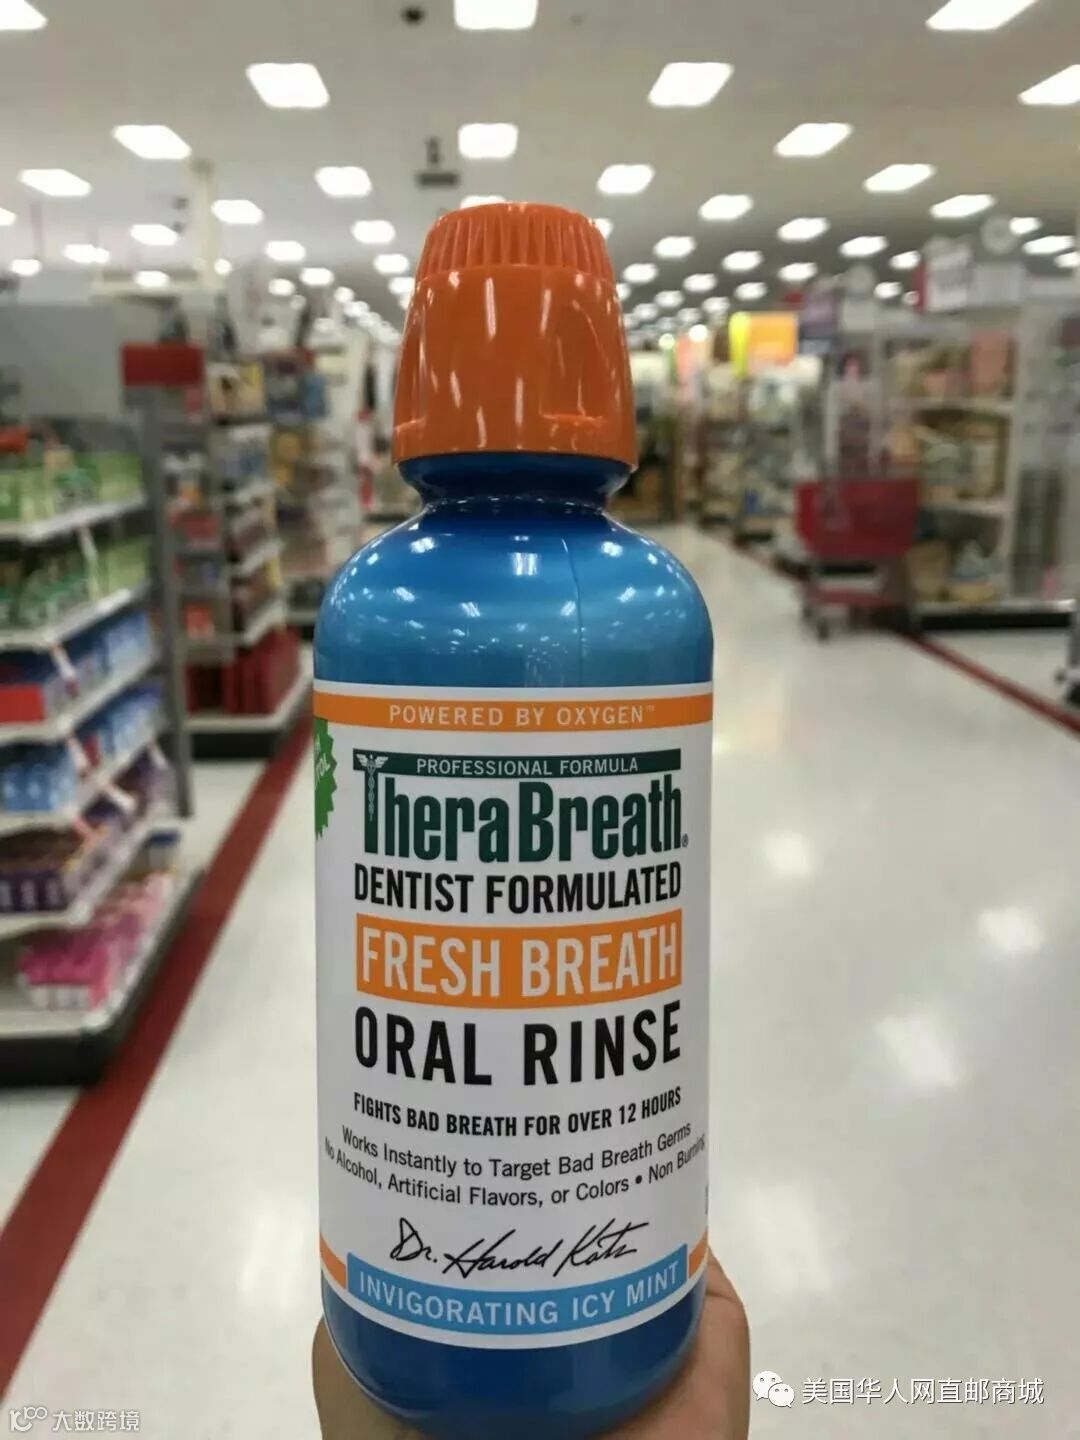 POWERED BY OXYGEN™
PROFESSIONAL FORMULA
TheraBreath®
DENTIST FORMULATED
FRESH BREATH
ORAL RINSE
FIGHTS BAD BREATH FOR OVER 12 HOURS
Works Instantly to Target Bad Breath Germs
No Alcohol, Artificial Flavors, or Colors • Non Burning
Dr. Harold Katz
INVIGORATING ICY MINT
美国华人网直邮商城
大数跨境